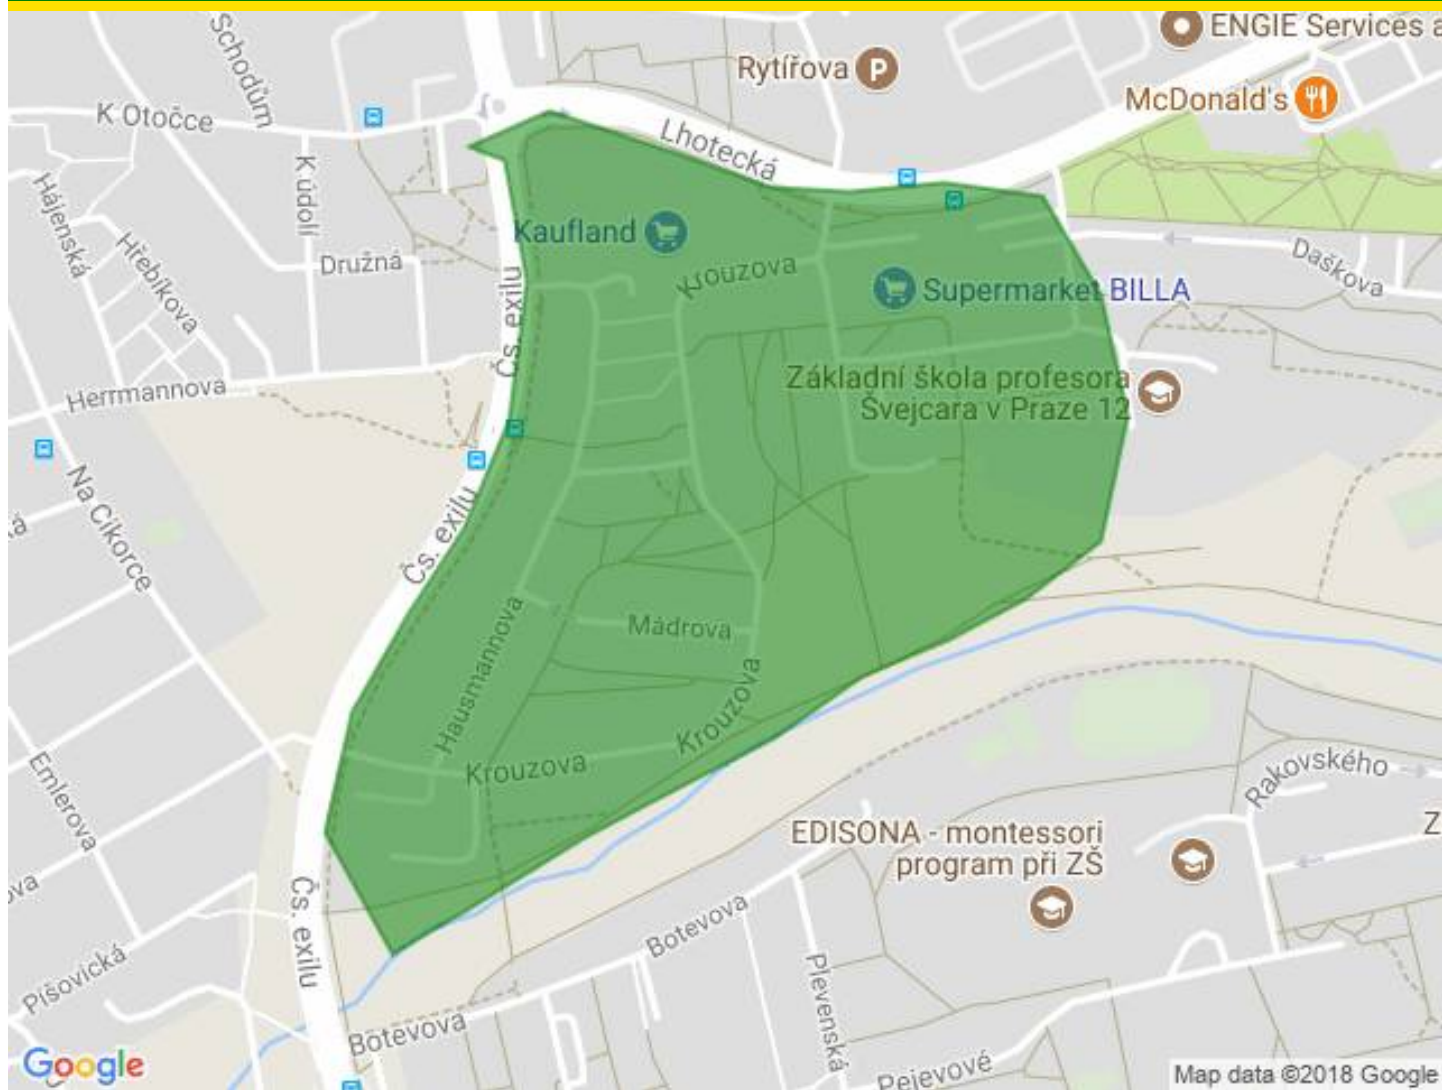 ENGIE Services a
Schodům
Rytířova P
McDonald's
K Otočce
Lhotecká
K údolí
Hájenská
Hřebíkova
Kaufland
Družná
Krouzova
Daškova
Supermarket BILLA
Čs. exilu
Základní škola profesora
Švejcara v Praze 12
Herrmannova
Na Cikorce
Čs. exilu
Hausmannova
Mádrova
Krouzova
Krouzova
Emlerova
Rakovského
EDISONA - montessori
program při ZŠ
Z
ova
Čs. exilu
Botevova
Píšovická
Plevenská
Botevova
Pejevové
Google
Map data ©2018 Google